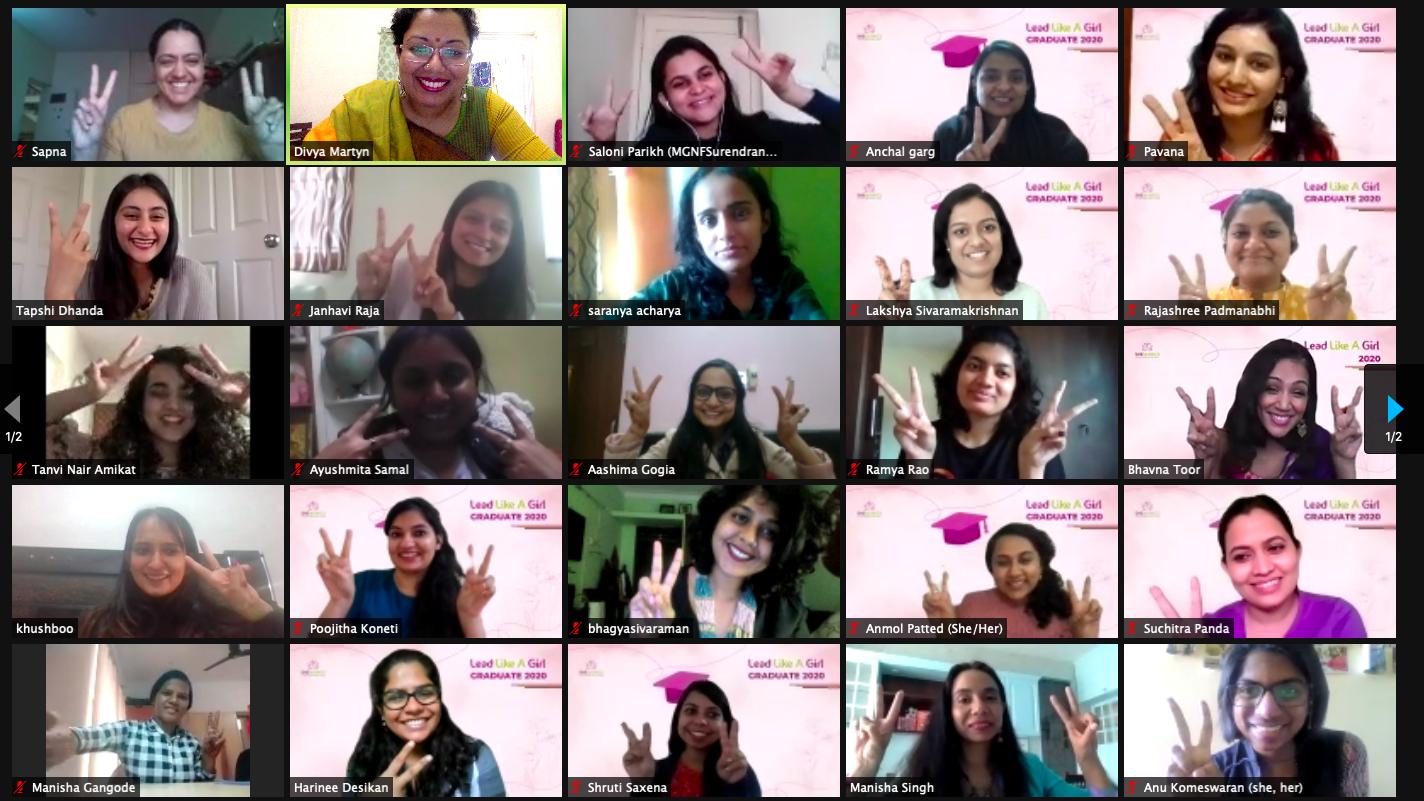 Sapna
Divya Martyn
Saloni Parikh (MGNFSurendran...
Lead Like A Girl
GRADUATE 2020
Anchal garg
Lead Like A Girl
GRADUATE 2020
Pavana
Tapshi Dhanda
Janhavi Raja
saranya acharya
Lead Like A Girl
GRADUATE 2020
Lakshya Sivaramakrishnan
Lead Like A Girl
GRADUATE 2020
Rajashree Padmanabhi
1/2
Tanvi Nair Amikat
Ayushmita Samal
Aashima Gogia
Ramya Rao
Lead Like A Girl
2020
1/2
Bhavna Toor
khushboo
Lead Like A Girl
GRADUATE 2020
Poojitha Koneti
bhagyasivaraman
Lead Like A Girl
GRADUATE 2020
Anmol Patted (She/Her)
Lead Like A Girl
GRADUATE 2020
Suchitra Panda
Manisha Gangode
Lead Like A Girl
GRADUATE 2020
Harinee Desikan
Lead Like A Girl
GRADUATE 2020
Shruti Saxena
Manisha Singh
Anu Komeswaran (she, her)